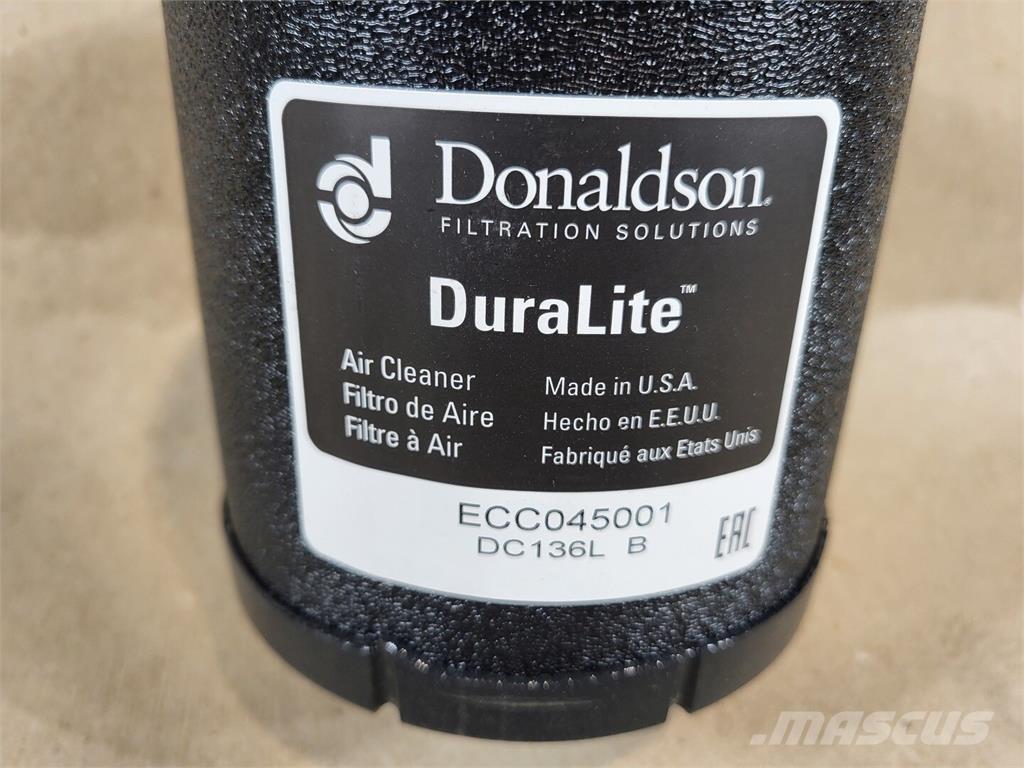 Donaldson.
FILTRATION SOLUTIONS
DuraLite™
Air Cleaner
Filtro de Aire
Filtre à Air
Made in U.S.A.
Hecho en E.E.U.U.
Fabriqué aux Etats Unis
ECC045001
DC136L B
EAC
MASCUS